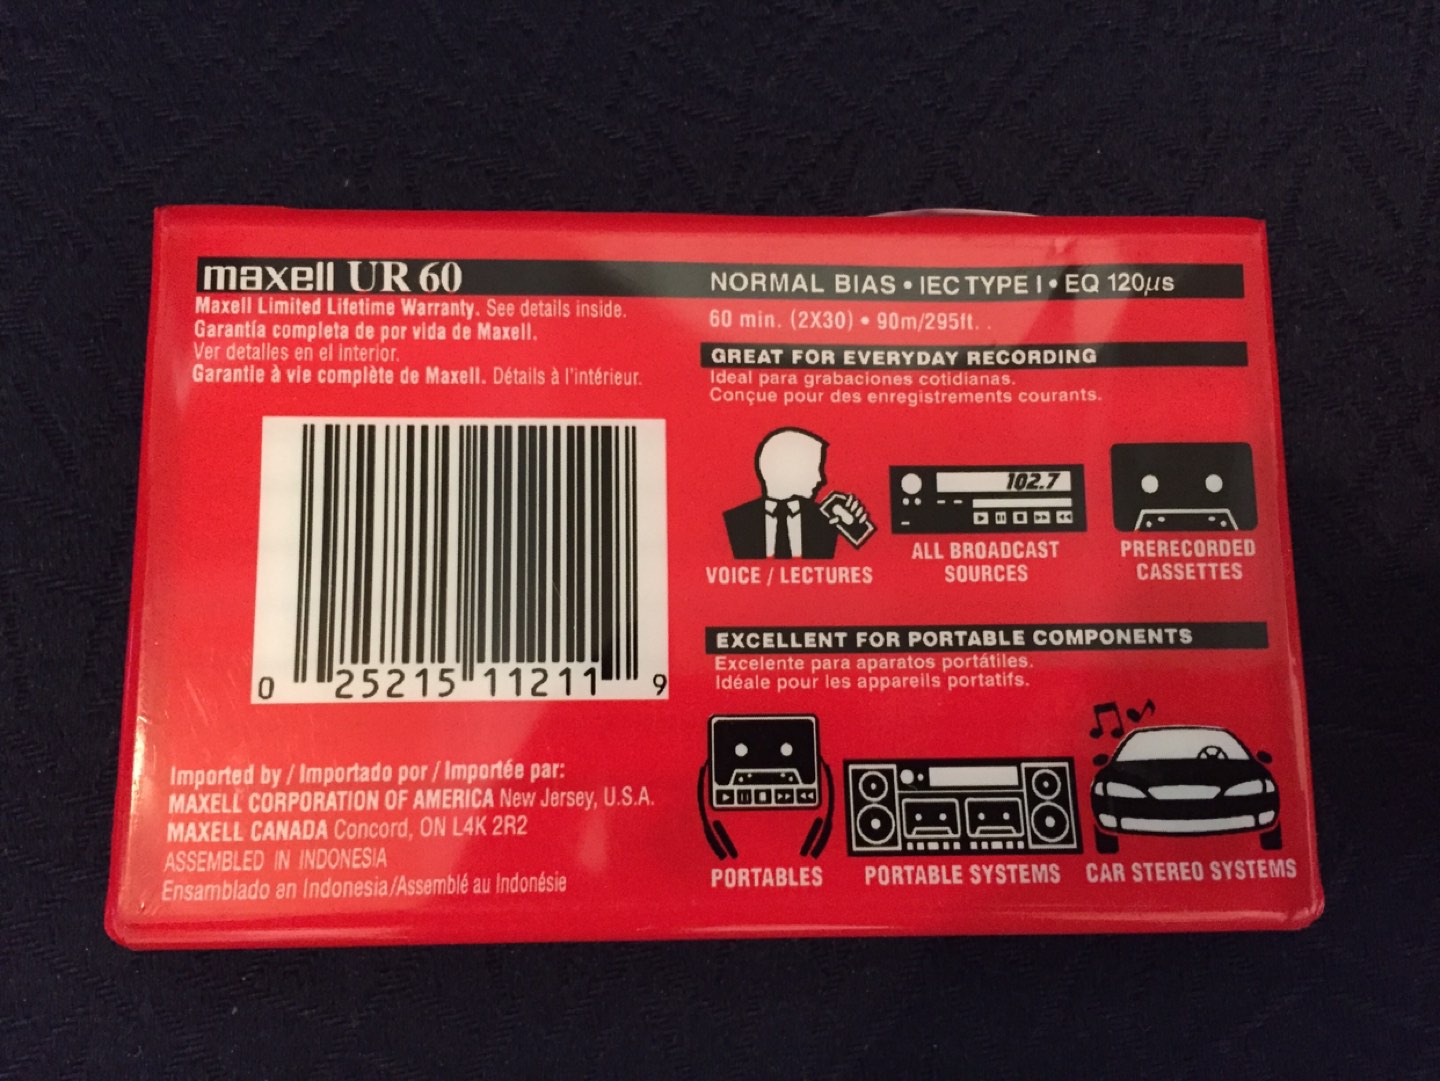 maxell UR 60
Maxell Limited Lifetime Warranty. See details inside.
Garantía completa de por vida de Maxell.
Ver detalles en el interior.
Garantie à vie complète de Maxell. Détails à l'intérieur.
0 25215 11211 9
Imported by / Importado por / Importée par:
MAXELL CORPORATION OF AMERICA New Jersey, U.S.A.
MAXELL CANADA Concord, ON L4K 2R2
ASSEMBLED IN INDONESIA
Ensamblado en Indonesia/Assemblé au Indonésie
NORMAL BIAS • IEC TYPE I • EQ 120µs
60 min. (2X30) • 90m/295ft. .
GREAT FOR EVERYDAY RECORDING
Ideal para grabaciones cotidianas.
Conçue pour des enregistrements courants.
102.7
VOICE / LECTURES
ALL BROADCAST
SOURCES
PRERECORDED
CASSETTES
EXCELLENT FOR PORTABLE COMPONENTS
Excelente para aparatos portátiles.
Idéale pour les appareils portatifs.
PORTABLES
PORTABLE SYSTEMS
CAR STEREO SYSTEMS